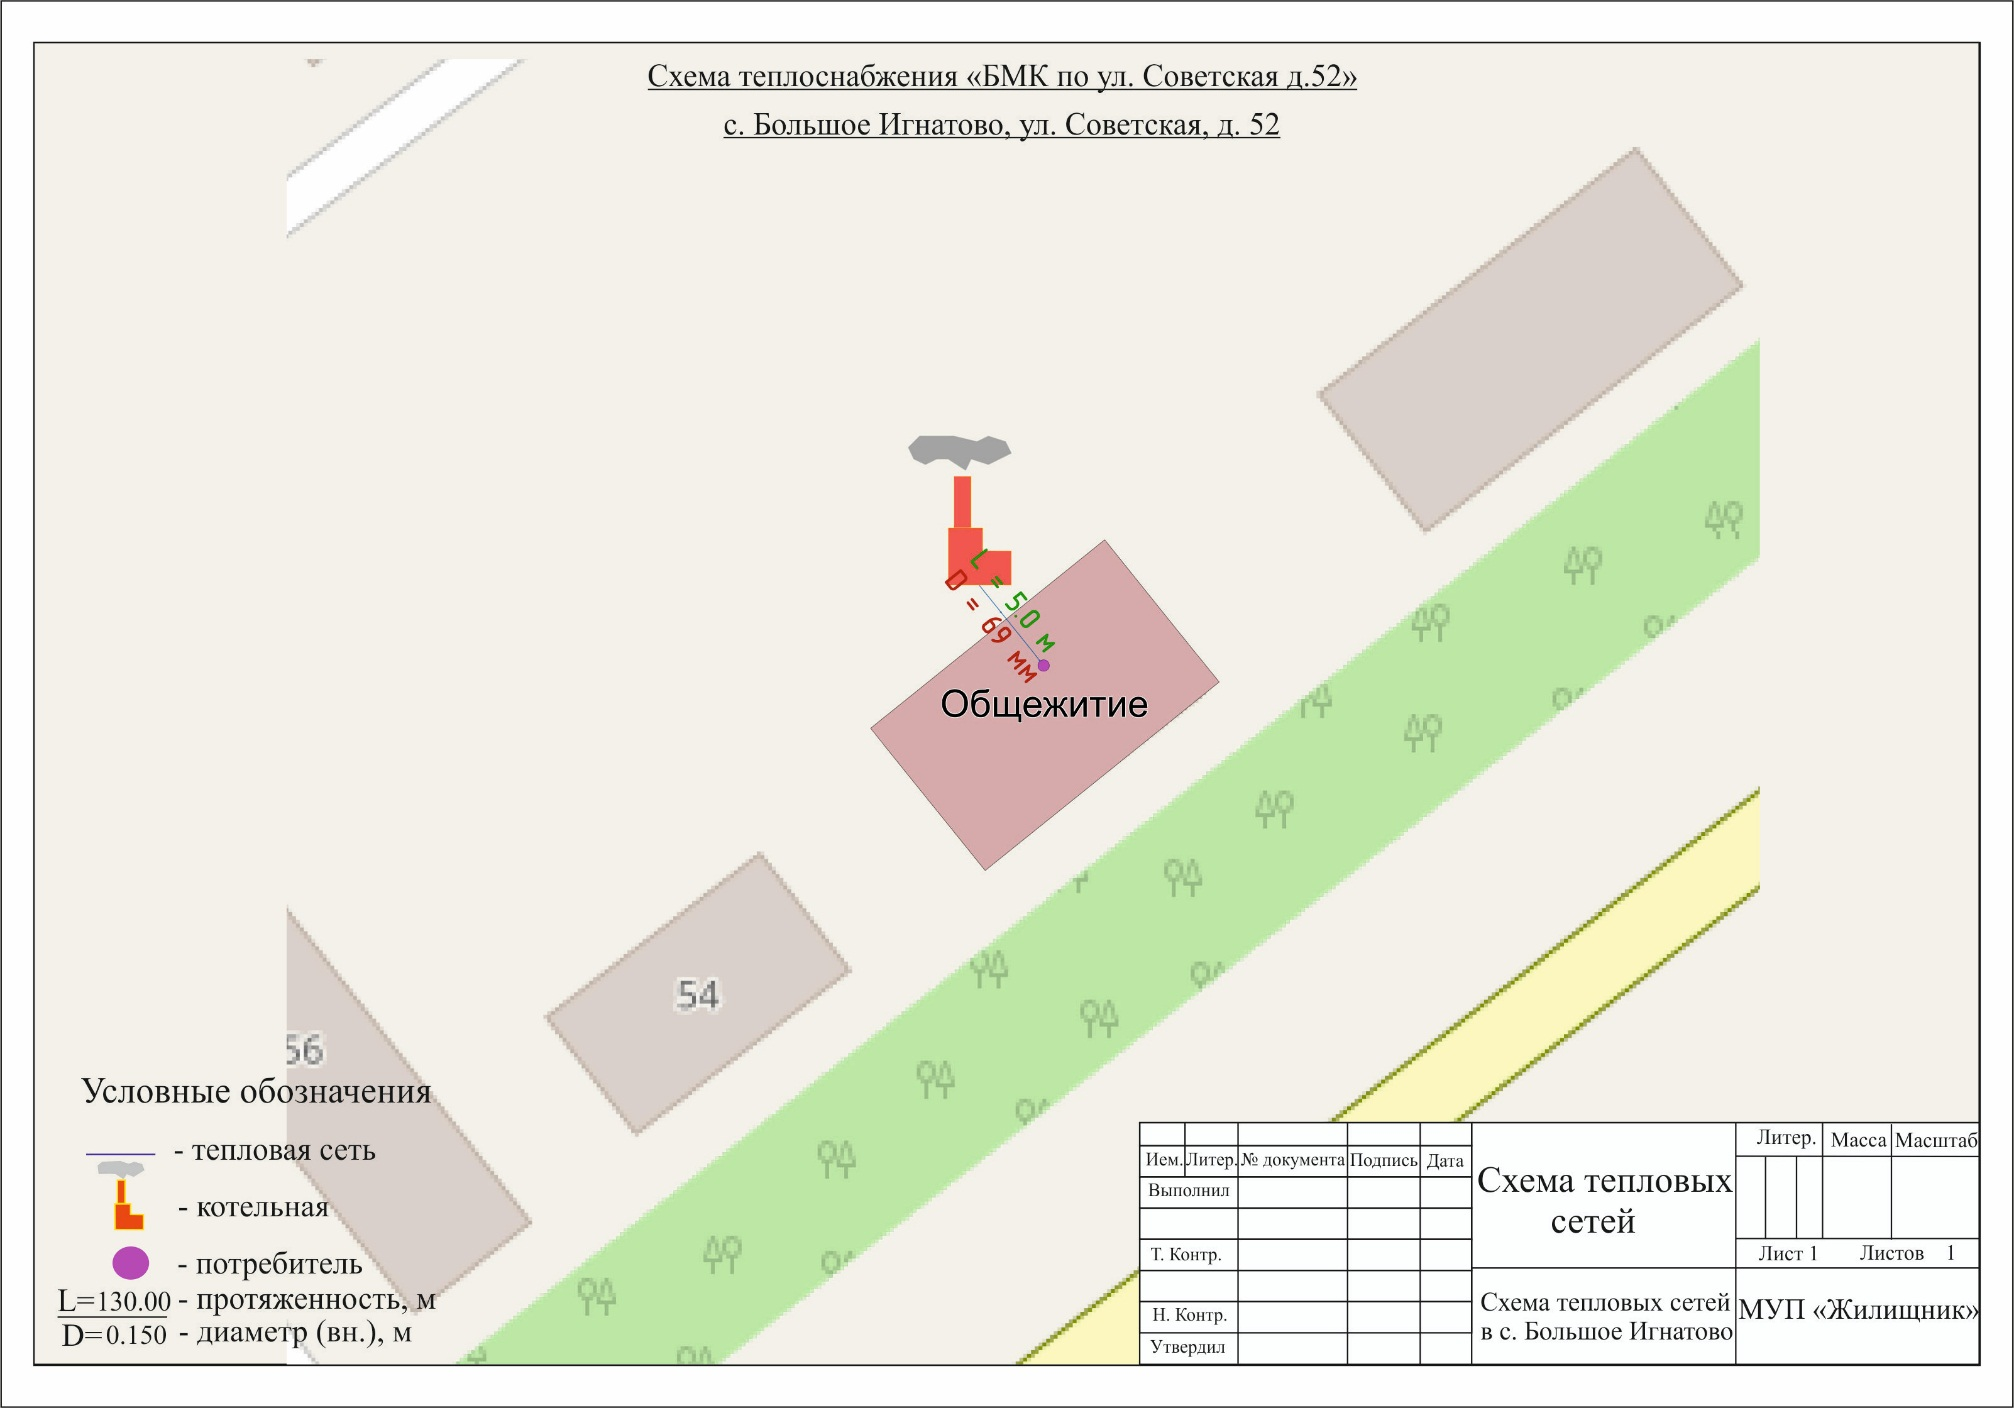 Схема теплоснабжения «БМК по ул. Советская д.52»
с. Большое Игнатово, ул. Советская, д. 52
L = 5.0 м
D = 69 мм
Общежитие
54
56
Условные обозначения
- тепловая сеть
- котельная
- потребитель
L=130.00 - протяженность, м
D=0.150 - диаметр (вн.), м
Ием. Литер. № документа Подпись Дата
Выполнил
Т. Контр.
Н. Контр.
Утвердил
Схема тепловых
сетей
Схема тепловых сетей
в с. Большое Игнатово
Литер. Масса Масштаб
Лист 1 Листов 1
МУП «Жилищник»